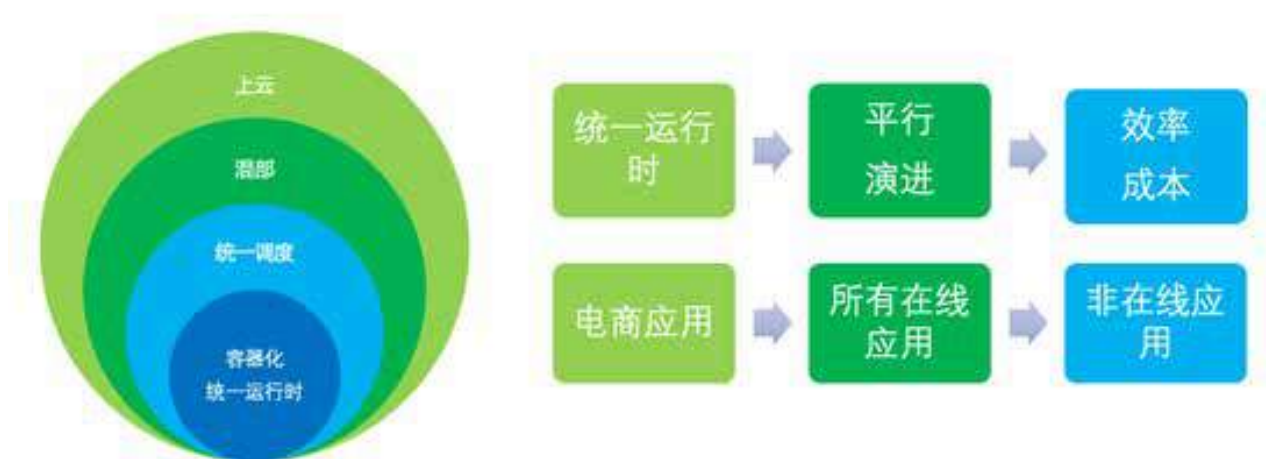 上云
混部
统一调度
容器化
统一运行时
统一运行
时
平行
演进
效率
成本
电商应用
所有在线
应用
非在线应
用